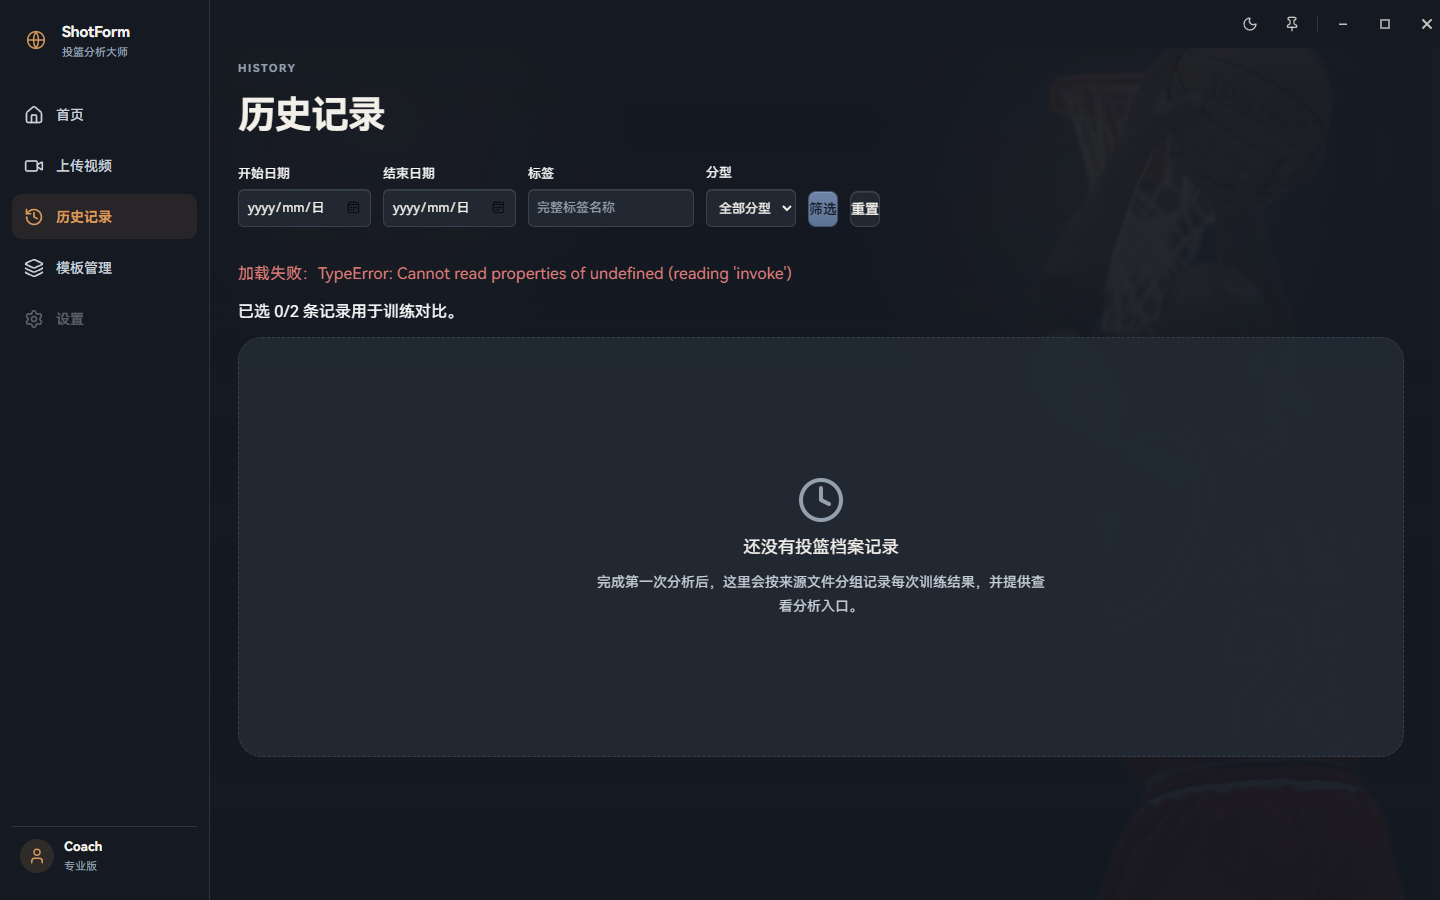 ShotForm
投篮分析大师
首页
上传视频
历史记录
模板管理
设置
Coach
专业版
HISTORY
历史记录
开始日期
结束日期
标签
分型
yyyy/mm/日
yyyy/mm/日
完整标签名称
全部分型
筛选
重置
加载失败：TypeError: Cannot read properties of undefined (reading 'invoke')
已选 0/2 条记录用于训练对比。
还没有投篮档案记录
完成第一次分析后，这里会按来源文件分组记录每次训练结果，并提供查
看分析入口。